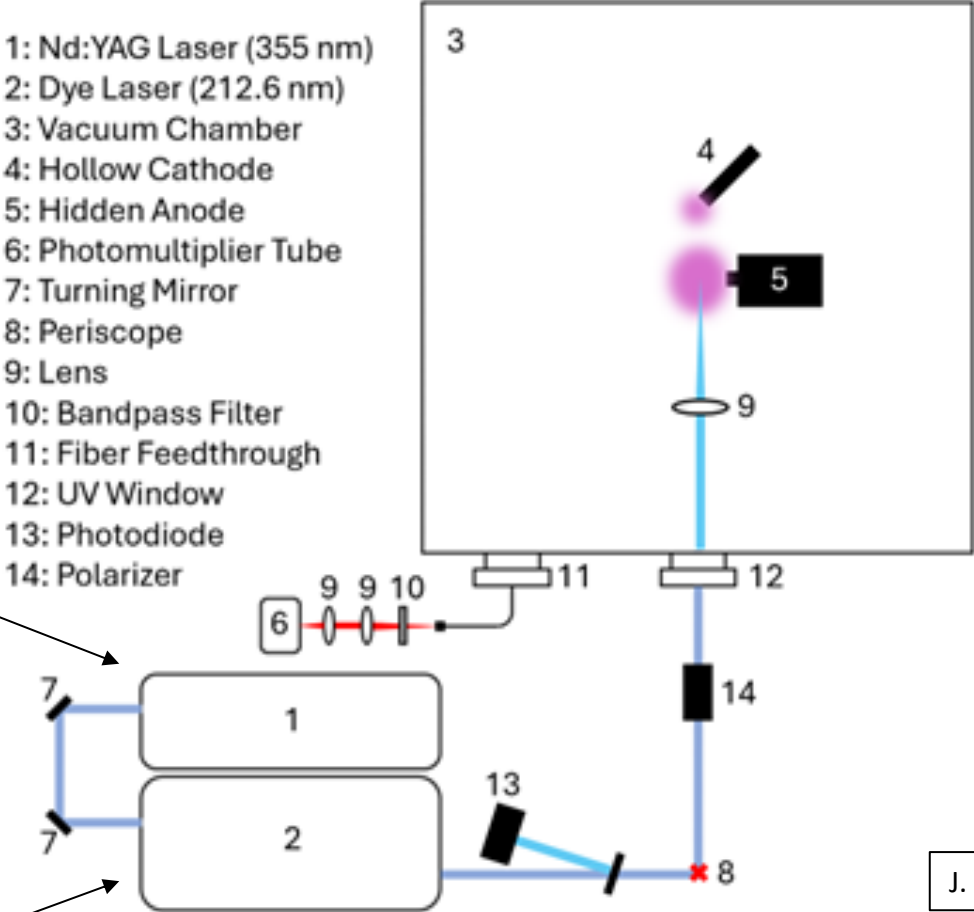 1: Nd:YAG Laser (355 nm)
2: Dye Laser (212.6 nm)
3: Vacuum Chamber
4: Hollow Cathode
5: Hidden Anode
6: Photomultiplier Tube
7: Turning Mirror
8: Periscope
9: Lens
10: Bandpass Filter
11: Fiber Feedthrough
12: UV Window
13: Photodiode
14: Polarizer
3
4
5
9
11
12
9 9 10
6
14
7
1
13
7
2
8
J.